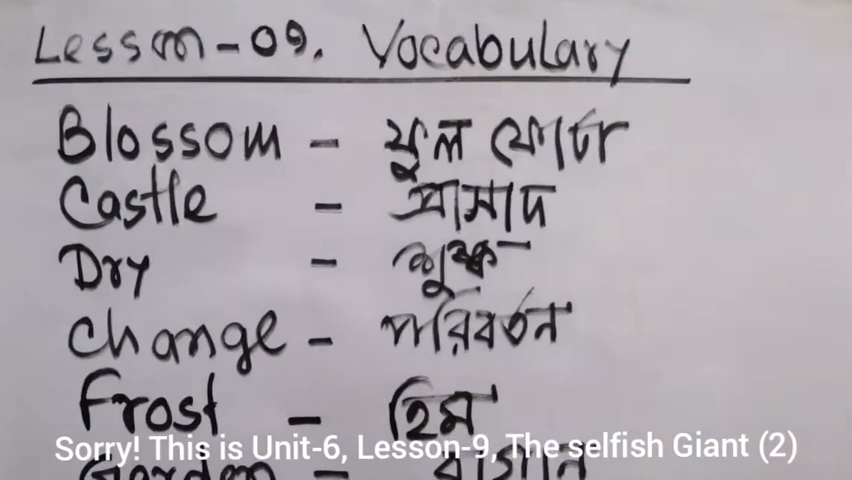 Lesson-09. Vocabulary
Blossom - ফুল ফোটা
Castle - প্রাসাদ
Dry - শুষ্ক
Change - পরিবর্তন
Frost - হিম
Sorry! This is Unit-6, Lesson-9, The selfish Giant (2)
Garden - বাগান